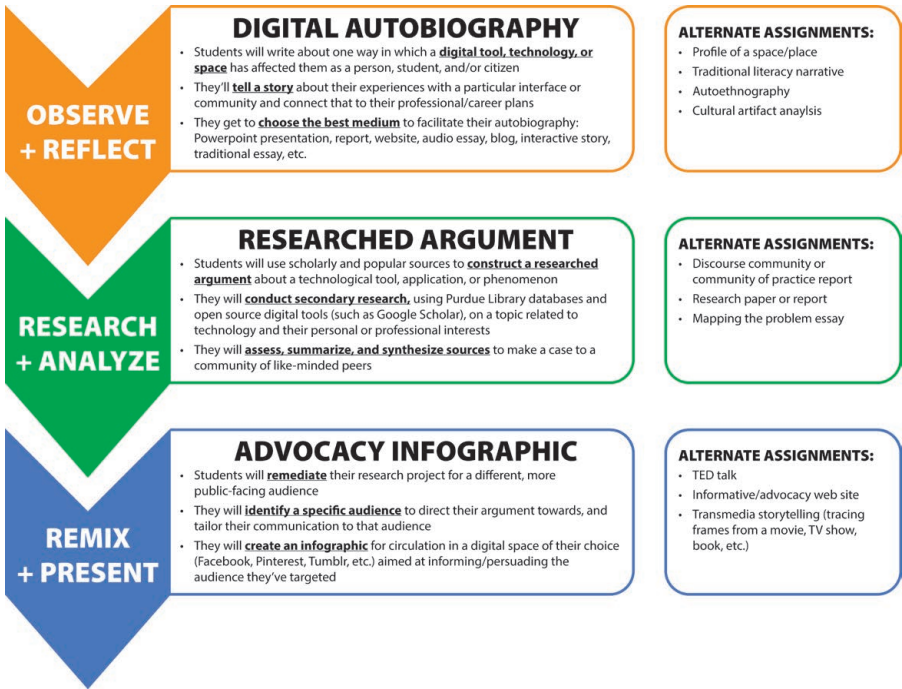 OBSERVE
+ REFLECT
DIGITAL AUTOBIOGRAPHY
• Students will write about one way in which a digital tool, technology, or
space has affected them as a person, student, and/or citizen
• They'll tell a story about their experiences with a particular interface or
community and connect that to their professional/career plans
• They get to choose the best medium to facilitate their autobiography:
Powerpoint presentation, report, website, audio essay, blog, interactive story,
traditional essay, etc.
ALTERNATE ASSIGNMENTS:
• Profile of a space/place
• Traditional literacy narrative
• Autoethnography
• Cultural artifact anaylsis
RESEARCH
+ ANALYZE
RESEARCHED ARGUMENT
• Students will use scholarly and popular sources to construct a researched
argument about a technological tool, application, or phenomenon
• They will conduct secondary research, using Purdue Library databases and
open source digital tools (such as Google Scholar), on a topic related to
technology and their personal or professional interests
• They will assess, summarize, and synthesize sources to make a case to a
community of like-minded peers
ALTERNATE ASSIGNMENTS:
• Discourse community or
community of practice report
• Research paper or report
• Mapping the problem essay
REMIX
+ PRESENT
ADVOCACY INFOGRAPHIC
• Students will remediate their research project for a different, more
public-facing audience
• They will identify a specific audience to direct their argument towards, and
tailor their communication to that audience
• They will create an infographic for circulation in a digital space of their choice
(Facebook, Pinterest, Tumblr, etc.) aimed at informing/persuading the
audience they've targeted
ALTERNATE ASSIGNMENTS:
• TED talk
• Informative/advocacy web site
• Transmedia storytelling (tracing
frames from a movie, TV show,
book, etc.)